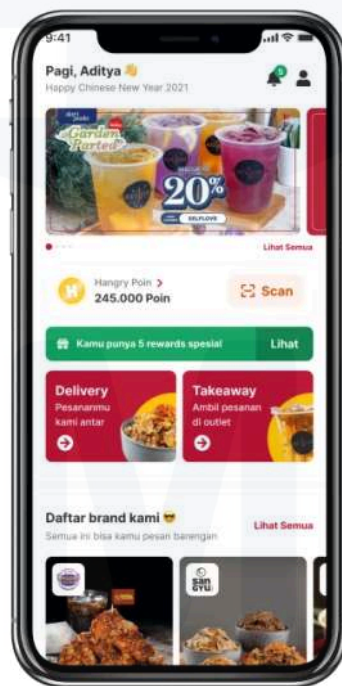 9:41
Pagi, Aditya
5
Happy Chinese New Year 2021
Garden
Parted
20%
SELFLOVE
Lihat Semua
Hangry Poin >
245.000 Poin
Scan
Kamu punya 5 rewards spesial
Lihat
Delivery
Pesananmu
kami antar
Takeaway
Ambil pesanan
di outlet
Daftar brand kami
Lihat Semua
Semua ini bisa kamu pesan barengan
san
gyu